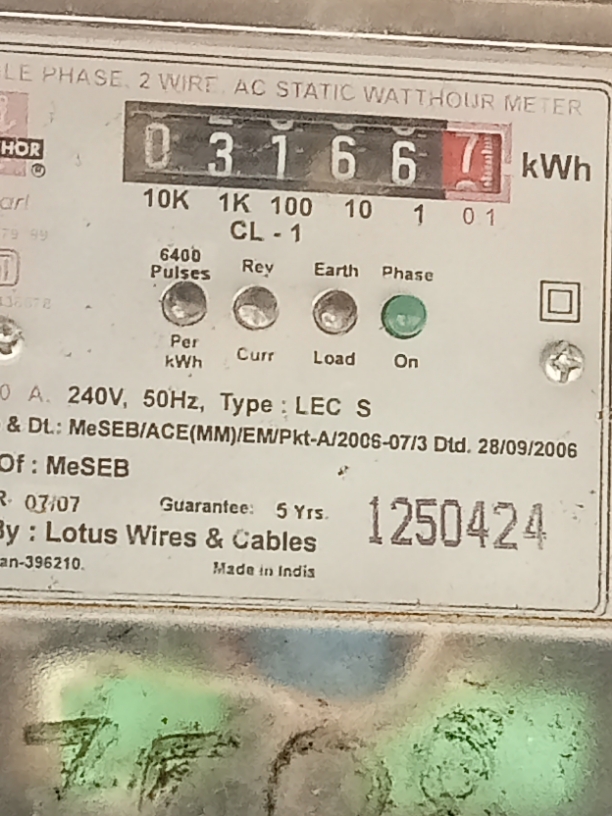 LE PHASE, 2 WIRE, AC STATIC WATTHOUR METER
0 3 1 6 6 7 kWh
HOR ®
10K 1K 100 10 1 0 1
CL - 1
6400 Pulses Per kWh
Rev Curr
Earth Load
Phase On
0 A. 240V, 50Hz, Type : LEC S
& Dt.: MeSEB/ACE(MM)/EM/Pkt-A/2006-07/3 Dtd. 28/09/2006
Of : MeSEB
R 07/07 Guarantee: 5 Yrs.
1250424
By : Lotus Wires & Cables
an-396210. Made in India